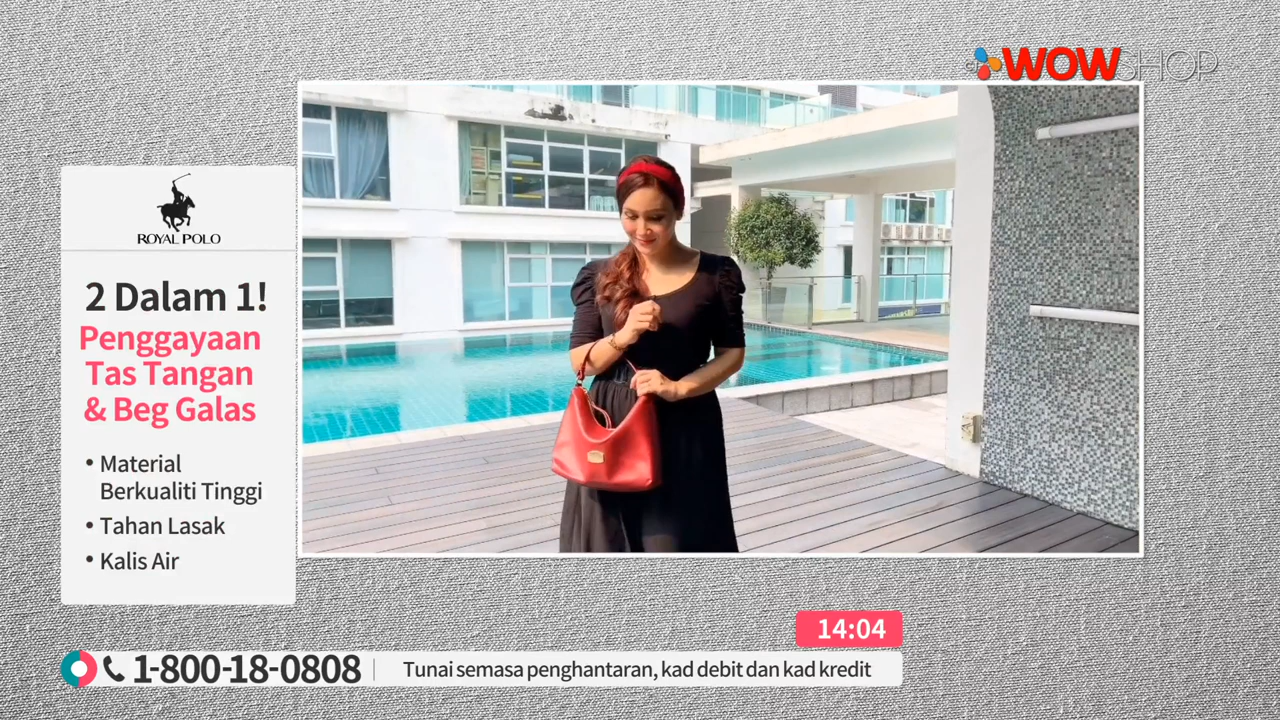 WOWSHOP
ROYAL POLO
2 Dalam 1!
Penggayaan
Tas Tangan
& Beg Galas
• Material
Berkualiti Tinggi
• Tahan Lasak
• Kalis Air
14:04
1-800-18-0808
Tunai semasa penghantaran, kad debit dan kad kredit